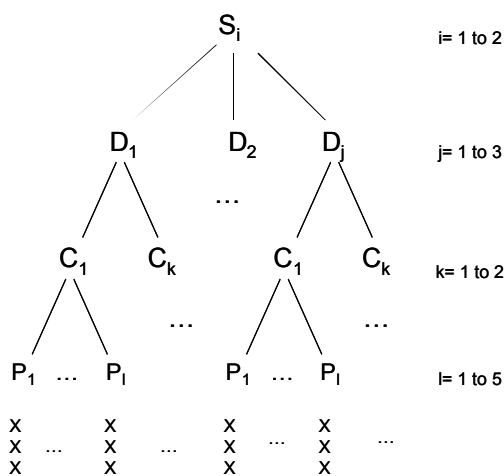 Sᵢ i= 1 to 2
D₁ D₂ Dⱼ j= 1 to 3
...
C₁ Cₖ C₁ Cₖ k= 1 to 2
... ...
P₁ ... Pₗ P₁ ... Pₗ l= 1 to 5
x x x x
x ... x ... x ... x ...
x x x x